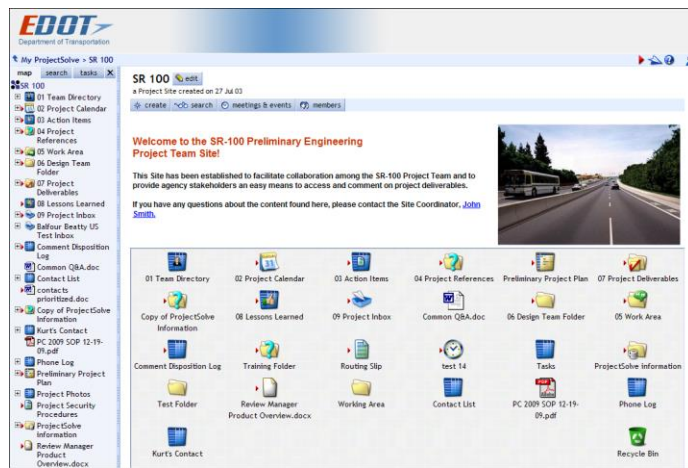 EDOT
Department of Transportation
My ProjectSolve > SR 100
map search tasks X
SR 100
01 Team Directory
02 Project Calendar
03 Action Items
04 Project
References
05 Work Area
06 Design Team
Folder
07 Project
Deliverables
08 Lessons Learned
09 Project Inbox
Balfour Beatty US
Test Inbox
Comment Disposition
Log
Common Q&A.doc
Contact List
contacts
prioritized.doc
Copy of ProjectSolve
Information
Kurt's Contact
PC 2009 SOP 12-19-
09.pdf
Phone Log
Preliminary Project
Plan
Project Photos
Project Security
Procedures
ProjectSolve
Information
Review Manager
Product
Overview.docx
SR 100 edit
a Project Site created on 27 Jul 03
create search meetings & events members
Welcome to the SR-100 Preliminary Engineering
Project Team Site!
This Site has been established to facilitate collaboration among the SR-100 Project Team and to
provide agency stakeholders an easy means to access and comment on project deliverables.
If you have any questions about the content found here, please contact the Site Coordinator, John
Smith.
01 Team Directory 02 Project Calendar 03 Action Items 04 Project References Preliminary Project Plan 07 Project Deliverables
Copy of ProjectSolve
Information 08 Lessons Learned 09 Project Inbox Common Q&A.doc 06 Design Team Folder 05 Work Area
Comment Disposition Log Training Folder Routing Slip test 14 Tasks ProjectSolve Information
Test Folder Review Manager
Product Overview.docx Working Area Contact List PC 2009 SOP 12-19-
09.pdf Phone Log
Kurt's Contact Recycle Bin